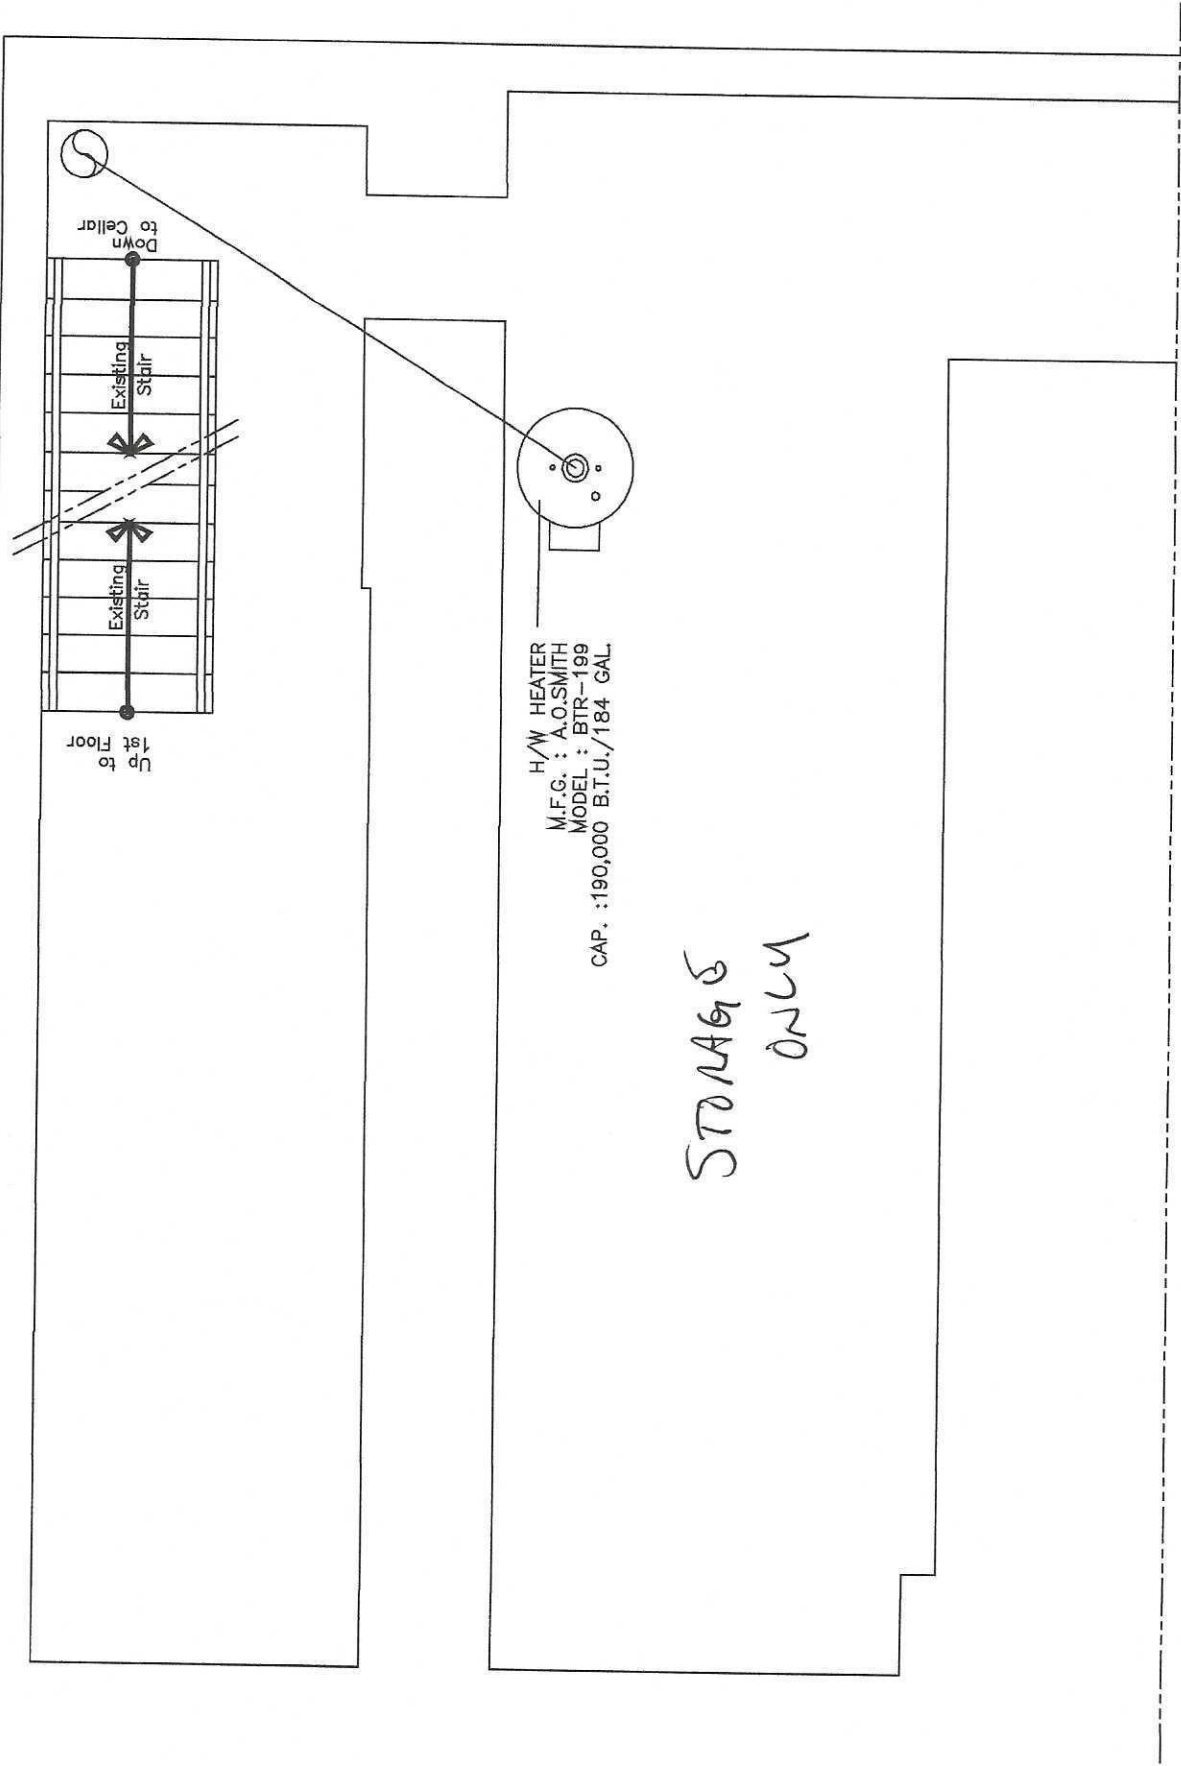 Down
to Cellar
Existing
Stair
Existing
Stair
Up to
1st Floor
H/W HEATER
M.F.G. : A.O.SMITH
MODEL : BTR-199
CAP. :190,000 B.T.U./184 GAL.
STORAGE
ONLY